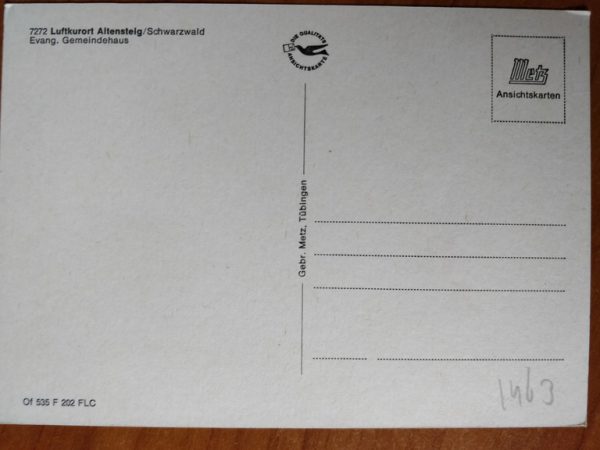 7272 Luftkurort Altensteig/Schwarzwald
Evang. Gemeindehaus
DIE QUALITÄTS
ANSICHTSKARTE
Metz
Ansichtskarten
Gebr. Metz, Tübingen
Of 535 F 202 FLC
1463